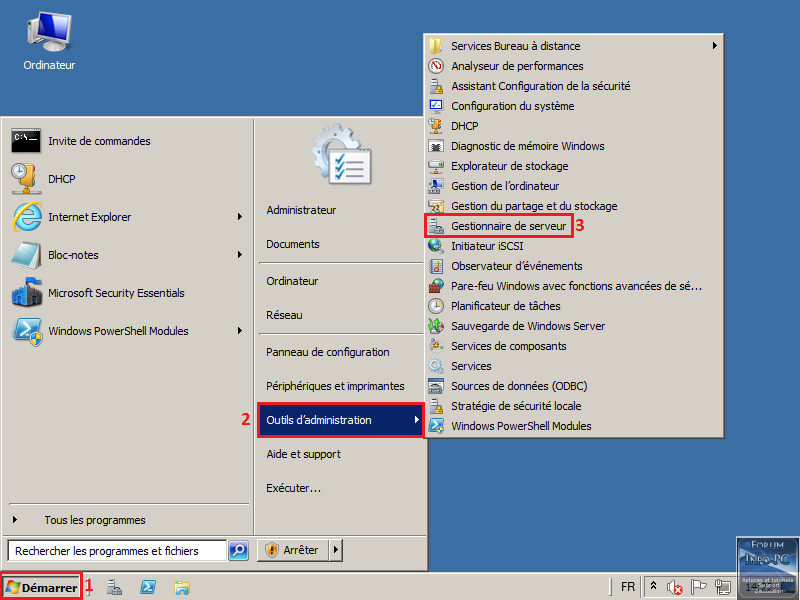 Ordinateur
Invite de commandes
DHCP
Internet Explorer
Bloc-notes
Microsoft Security Essentials
Windows PowerShell Modules
Tous les programmes
Rechercher les programmes et fichiers
Administrateur
Documents
Ordinateur
Réseau
Panneau de configuration
Périphériques et imprimantes
2 Outils d'administration
Aide et support
Exécuter...
Arrêter
Services Bureau à distance
Analyseur de performances
Assistant Configuration de la sécurité
Configuration du système
DHCP
Diagnostic de mémoire Windows
Explorateur de stockage
Gestion de l'ordinateur
Gestion du partage et du stockage
Gestionnaire de serveur 3
Initiateur iSCSI
Observateur d'événements
Pare-feu Windows avec fonctions avancées de sé...
Planificateur de tâches
Sauvegarde de Windows Server
Services de composants
Services
Sources de données (ODBC)
Stratégie de sécurité locale
Windows PowerShell Modules
Démarrer 1
FR
Forum
Info PC
Astuces et tutoriels
Support